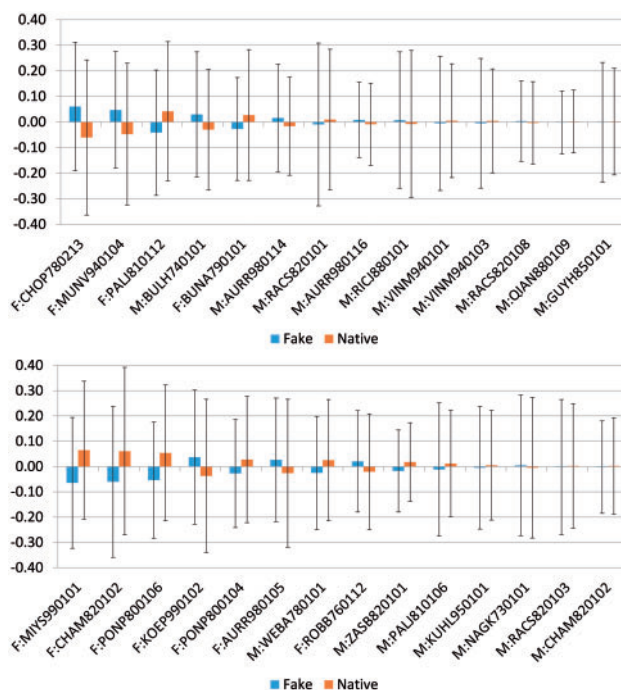 0.40
0.30
0.20
0.10
0.00
-0.10
-0.20
-0.30
-0.40
F:CHOP780213
F:MUNV940104
F:PALJ810112
M:BULH740101
F:BUNA790101
M:AURR980114
M:RACS820101
M:AURR980116
M:RICJ880101
M:VINM940101
M:VINM940103
M:RACS820108
M:QIAN880109
M:GUYH850101
Fake Native
0.40
0.30
0.20
0.10
0.00
-0.10
-0.20
-0.30
-0.40
F:MIYS990101
F:CHAM820102
F:PONP800106
F:KOEP990102
F:PONP800104
F:AURR980105
M:WEBA780101
F:ROBB760112
M:ZASB820101
M:PALJ810106
M:KUHL950101
M:NAGK730101
M:RACS820103
M:CHAM820102
Fake Native